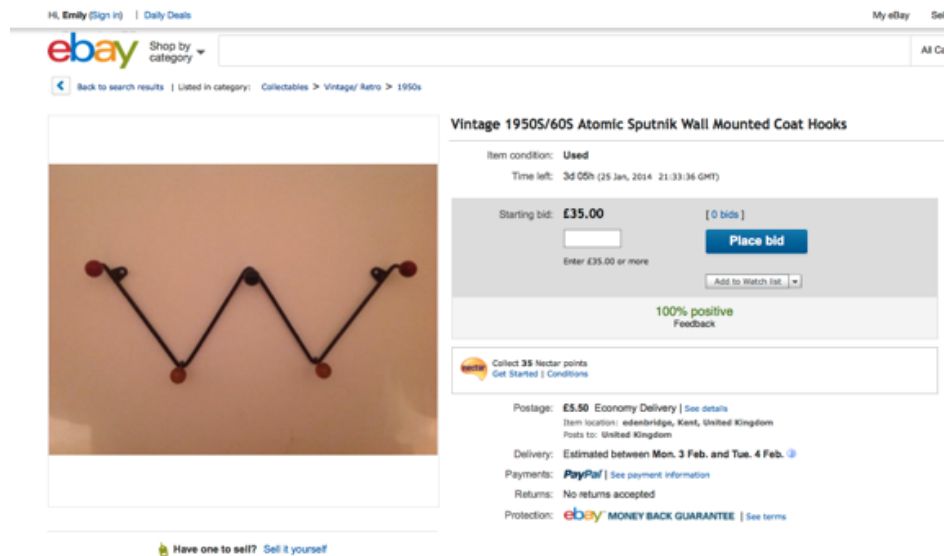 Hi, Emily (Sign in) | Daily Deals
My eBay
Sel
ebay
Shop by
category
All Ca
Back to search results | Listed in category: Collectables > Vintage/ Retro > 1950s
Vintage 1950S/60S Atomic Sputnik Wall Mounted Coat Hooks
Item condition: Used
Time left: 3d 05h (25 Jan, 2014 21:33:36 GMT)
Starting bid: £35.00 [ 0 bids ]
Place bid
Enter £35.00 or more
Add to Watch list
100% positive
Feedback
nectar
Collect 35 Nectar points
Get Started | Conditions
Postage: £5.50 Economy Delivery | See details
Item location: edenbridge, Kent, United Kingdom
Posts to: United Kingdom
Delivery: Estimated between Mon. 3 Feb. and Tue. 4 Feb.
Payments: PayPal | See payment information
Returns: No returns accepted
Protection: ebay MONEY BACK GUARANTEE | See terms
Have one to sell? Sell it yourself